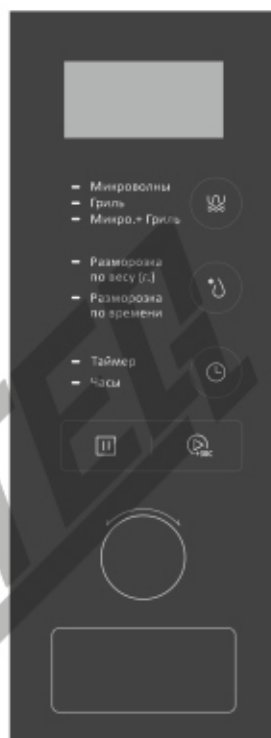 – Микроволны
– Гриль
– Микро.+ Гриль
– Разморозка
по весу (г.)
– Разморозка
по времени
– Таймер
– Часы